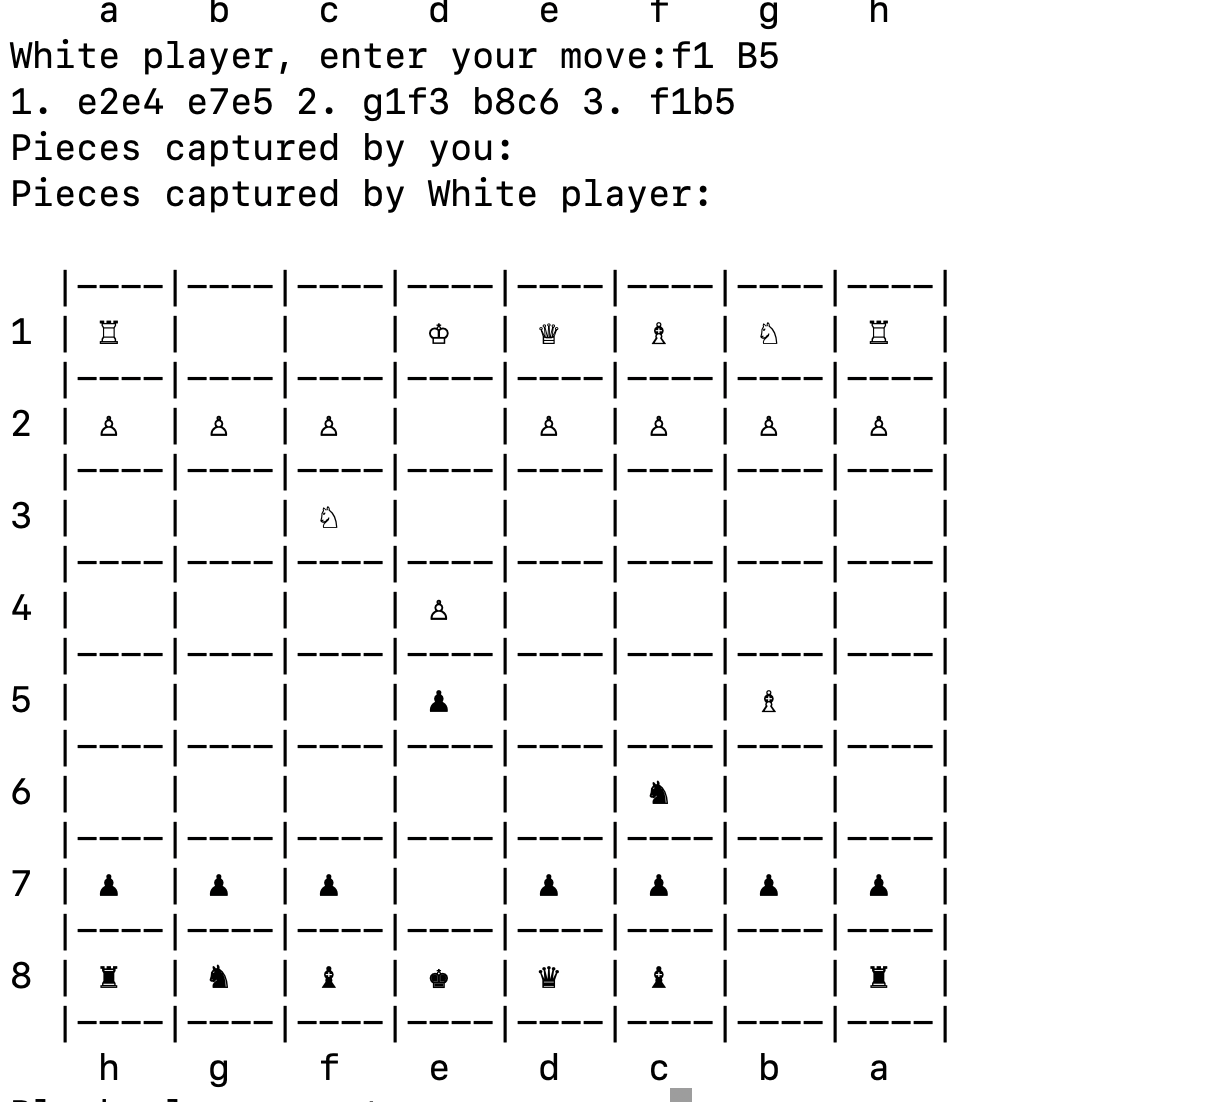 a b c d e f g h
White player, enter your move:f1 B5
1. e2e4 e7e5 2. g1f3 b8c6 3. f1b5
Pieces captured by you:
Pieces captured by White player:
|————|————|————|————|————|————|————|————|
1 | ♖ | | | ♔ | ♕ | ♗ | ♘ | ♖ |
|————|————|————|————|————|————|————|————|
2 | ♙ | ♙ | ♙ | | ♙ | ♙ | ♙ | ♙ |
|————|————|————|————|————|————|————|————|
3 | | | ♘ | | | | | |
|————|————|————|————|————|————|————|————|
4 | | | | ♙ | | | | |
|————|————|————|————|————|————|————|————|
5 | | | | ♟ | | | ♗ | |
|————|————|————|————|————|————|————|————|
6 | | | | | | ♞ | | |
|————|————|————|————|————|————|————|————|
7 | ♟ | ♟ | ♟ | | ♟ | ♟ | ♟ | ♟ |
|————|————|————|————|————|————|————|————|
8 | ♜ | ♞ | ♝ | ♚ | ♛ | ♝ | | ♜ |
|————|————|————|————|————|————|————|————|
h g f e d c b a